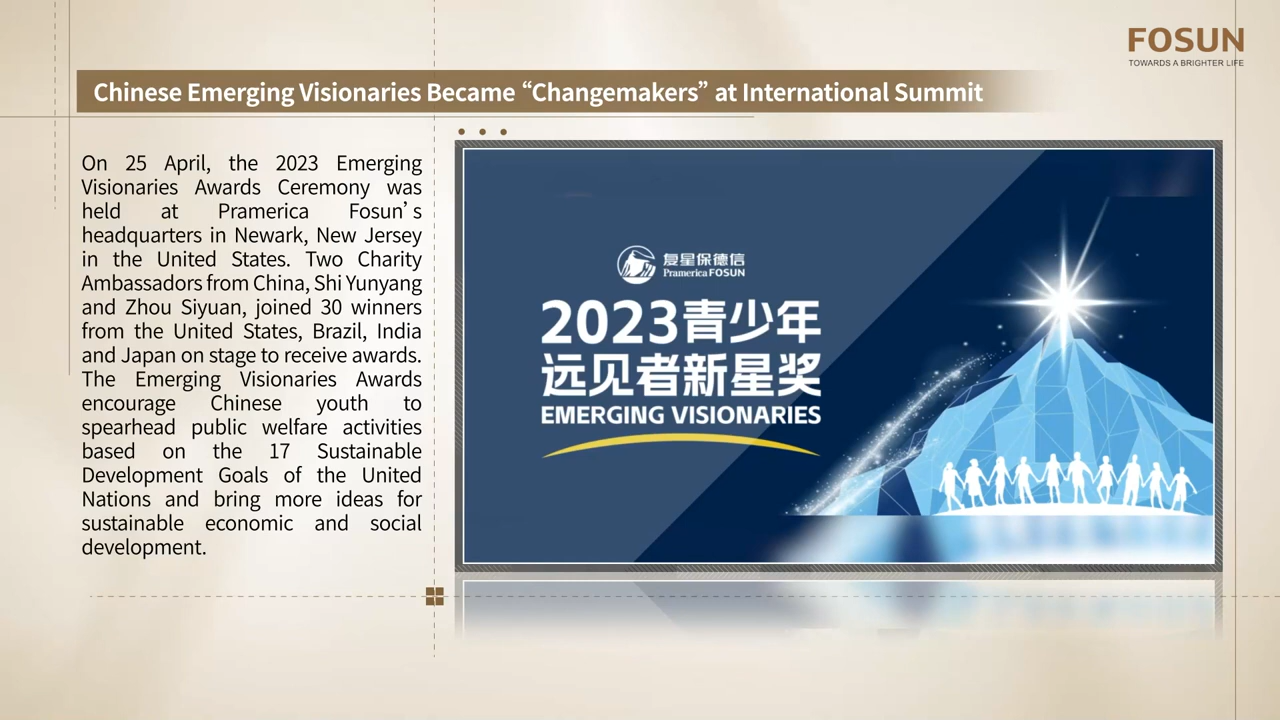 FOSUN
TOWARDS A BRIGHTER LIFE
Chinese Emerging Visionaries Became “Changemakers” at International Summit
On 25 April, the 2023 Emerging
Visionaries Awards Ceremony was
held at Pramerica Fosun’s
headquarters in Newark, New Jersey
in the United States. Two Charity
Ambassadors from China, Shi Yunyang
and Zhou Siyuan, joined 30 winners
from the United States, Brazil, India
and Japan on stage to receive awards.
The Emerging Visionaries Awards
encourage Chinese youth to
spearhead public welfare activities
based on the 17 Sustainable
Development Goals of the United
Nations and bring more ideas for
sustainable economic and social
development.
复星保德信
Pramerica FOSUN
2023青少年
远见者新星奖
EMERGING VISIONARIES